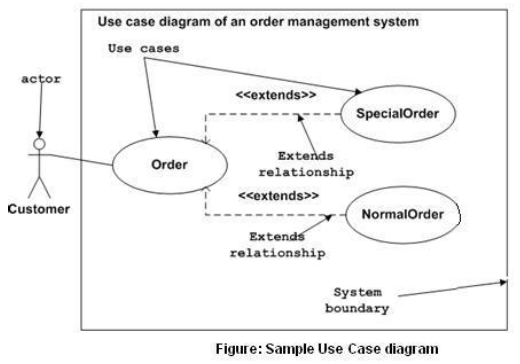 Use case diagram of an order management system
Use cases
actor
<<extends>>
SpecialOrder
Order
Extends
relationship
Customer
<<extends>>
NormalOrder
Extends
relationship
System
boundary
Figure: Sample Use Case diagram